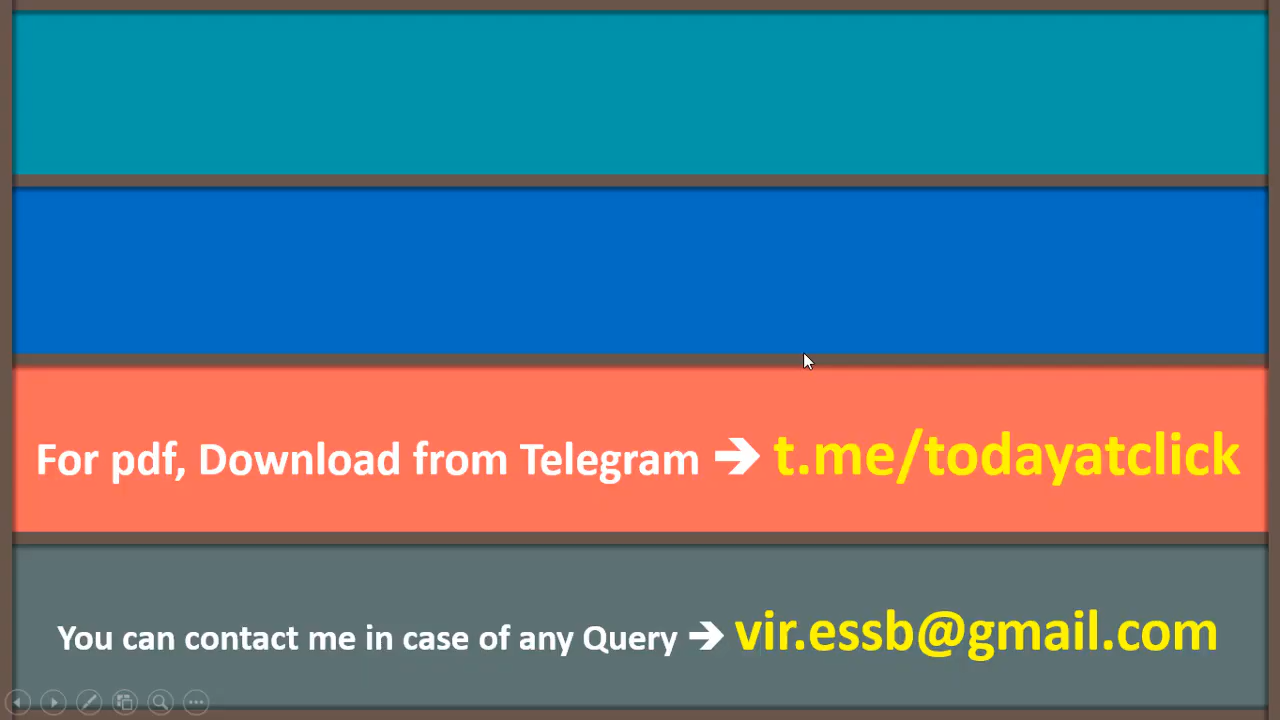 For pdf, Download from Telegram ➔ t.me/todayatclick
You can contact me in case of any Query ➔ vir.essb@gmail.com